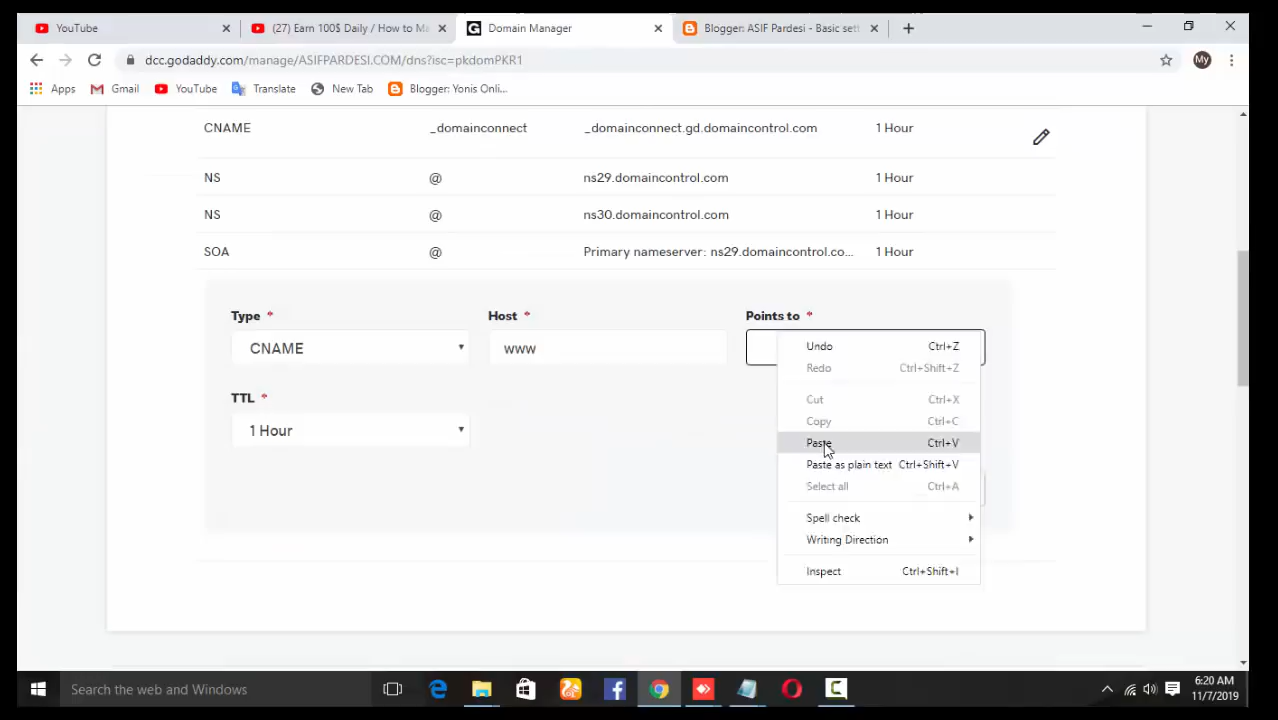 YouTube
(27) Earn 100$ Daily / How to Ma
Domain Manager
Blogger: ASIF Pardesi - Basic sett
dcc.godaddy.com/manage/ASIFPARDESI.COM/dns?isc=pkdomPKR1
My
Apps
Gmail
YouTube
Translate
New Tab
Blogger: Yonis Onli...
CNAME _domainconnect _domainconnect.gd.domaincontrol.com 1 Hour
NS @ ns29.domaincontrol.com 1 Hour
NS @ ns30.domaincontrol.com 1 Hour
SOA @ Primary nameserver: ns29.domaincontrol.co... 1 Hour
Type * Host * Points to *
CNAME www
TTL *
1 Hour
Undo Ctrl+Z
Redo Ctrl+Shift+Z
Cut Ctrl+X
Copy Ctrl+C
Paste Ctrl+V
Paste as plain text Ctrl+Shift+V
Select all Ctrl+A
Spell check
Writing Direction
Inspect Ctrl+Shift+I
Search the web and Windows
6:20 AM
11/7/2019